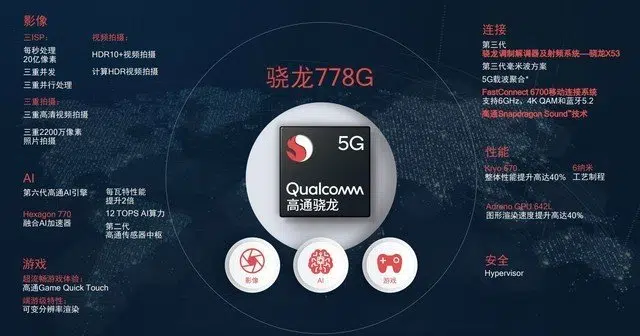 影像
三ISP：
每秒处理
20亿像素
三重并发
三重并行处理
三重拍摄：
三重高清视频拍摄
三重2200万像素
照片拍摄
视频拍摄：
HDR10+视频拍摄
计算HDR视频拍摄
AI
第六代高通AI引擎
Hexagon 770
融合AI加速器
每瓦特性能
提升2倍
12 TOPS AI算力
第二代
高通传感器中枢
游戏
超流畅游戏体验：
高通Game Quick Touch
端游级特性：
可变分辨率渲染
骁龙778G
5G
Qualcomm
高通骁龙
影像
AI
游戏
连接
第三代
骁龙调制解调器及射频系统—骁龙X53
第三代毫米波方案
5G载波聚合*
FastConnect 6700移动连接系统
支持6GHz，4K QAM和蓝牙5.2
高通Snapdragon Sound™技术
性能
Kryo 670
整体性能提升高达40%
6纳米
工艺制程
Adreno GPU 642L
图形渲染速度提升高达40%
安全
Hypervisor